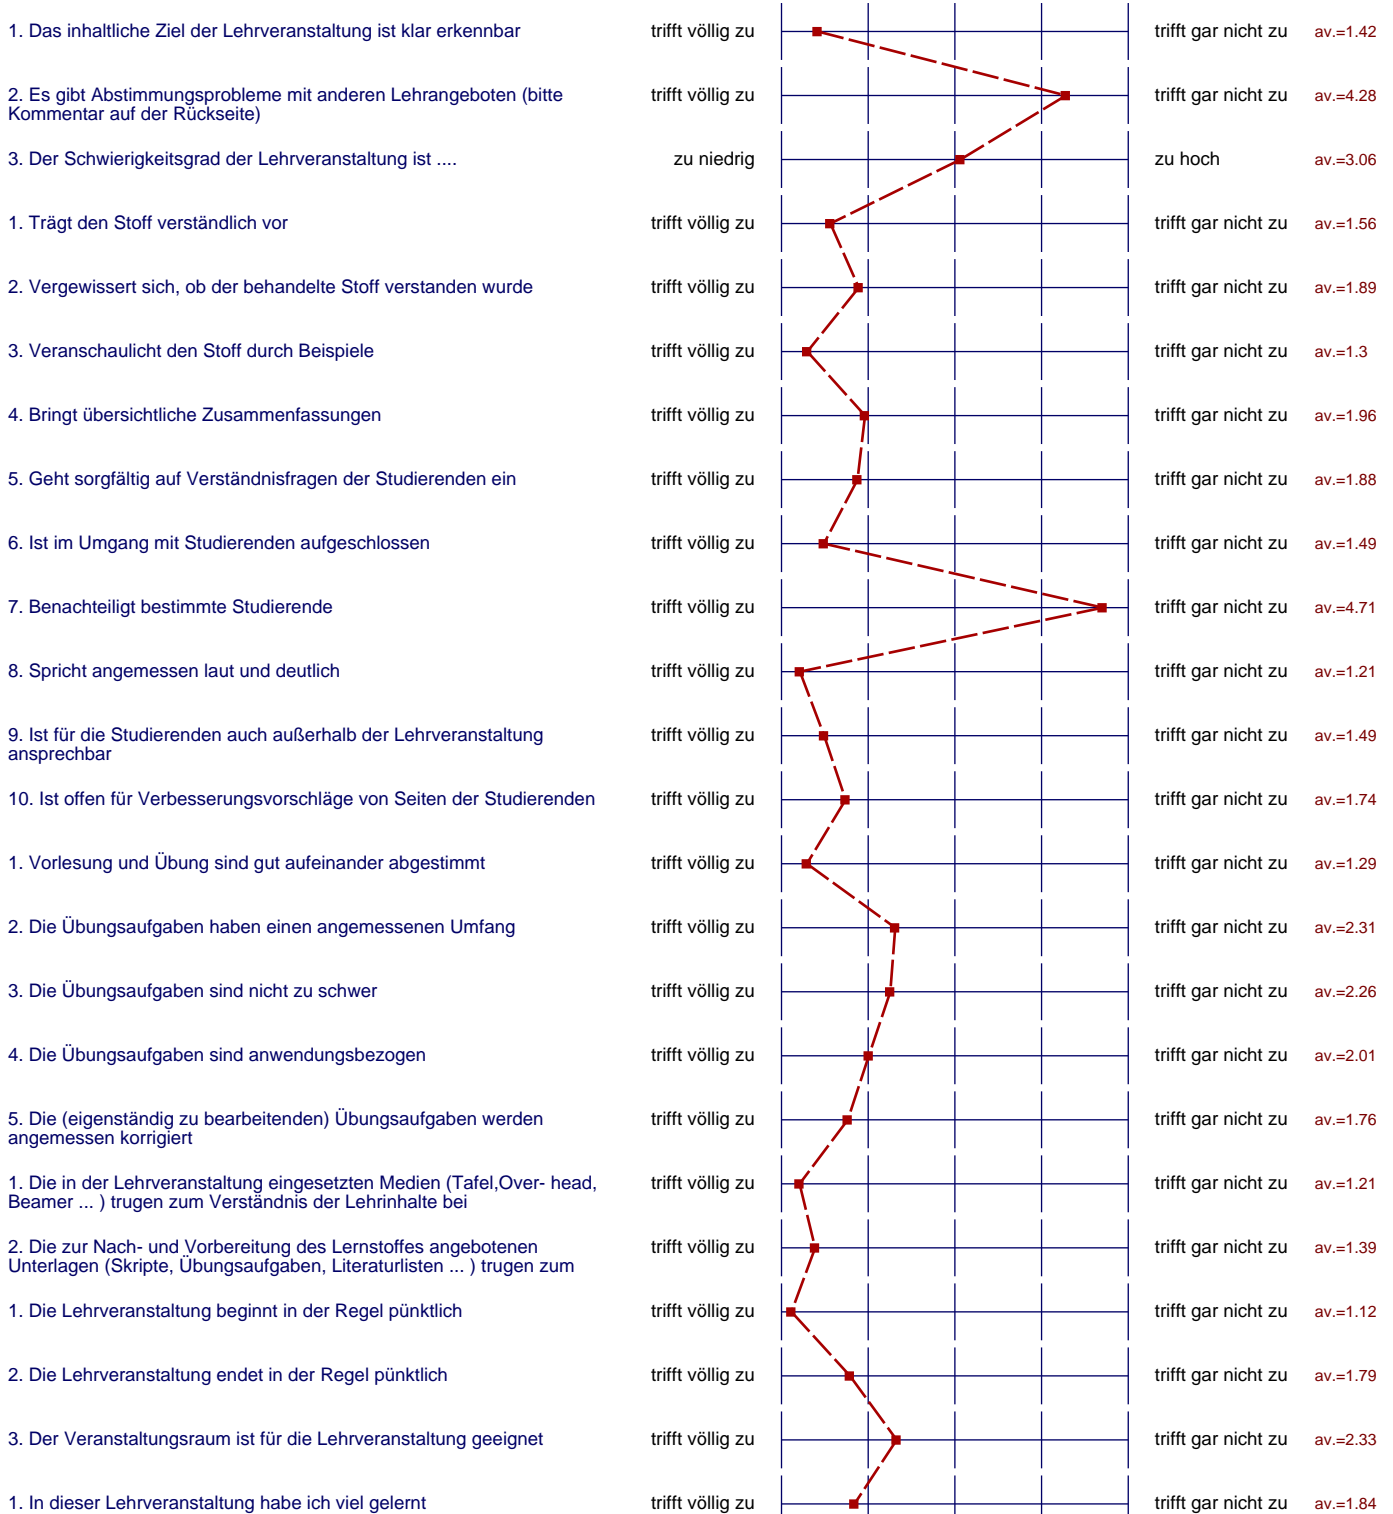 1. Das inhaltliche Ziel der Lehrveranstaltung ist klar erkennbar trifft völlig zu trifft gar nicht zu av.=1.42
2. Es gibt Abstimmungsprobleme mit anderen Lehrangeboten (bitte
Kommentar auf der Rückseite) trifft völlig zu trifft gar nicht zu av.=4.28
3. Der Schwierigkeitsgrad der Lehrveranstaltung ist .... zu niedrig zu hoch av.=3.06
1. Trägt den Stoff verständlich vor trifft völlig zu trifft gar nicht zu av.=1.56
2. Vergewissert sich, ob der behandelte Stoff verstanden wurde trifft völlig zu trifft gar nicht zu av.=1.89
3. Veranschaulicht den Stoff durch Beispiele trifft völlig zu trifft gar nicht zu av.=1.3
4. Bringt übersichtliche Zusammenfassungen trifft völlig zu trifft gar nicht zu av.=1.96
5. Geht sorgfältig auf Verständnisfragen der Studierenden ein trifft völlig zu trifft gar nicht zu av.=1.88
6. Ist im Umgang mit Studierenden aufgeschlossen trifft völlig zu trifft gar nicht zu av.=1.49
7. Benachteiligt bestimmte Studierende trifft völlig zu trifft gar nicht zu av.=4.71
8. Spricht angemessen laut und deutlich trifft völlig zu trifft gar nicht zu av.=1.21
9. Ist für die Studierenden auch außerhalb der Lehrveranstaltung
ansprechbar trifft völlig zu trifft gar nicht zu av.=1.49
10. Ist offen für Verbesserungsvorschläge von Seiten der Studierenden trifft völlig zu trifft gar nicht zu av.=1.74
1. Vorlesung und Übung sind gut aufeinander abgestimmt trifft völlig zu trifft gar nicht zu av.=1.29
2. Die Übungsaufgaben haben einen angemessenen Umfang trifft völlig zu trifft gar nicht zu av.=2.31
3. Die Übungsaufgaben sind nicht zu schwer trifft völlig zu trifft gar nicht zu av.=2.26
4. Die Übungsaufgaben sind anwendungsbezogen trifft völlig zu trifft gar nicht zu av.=2.01
5. Die (eigenständig zu bearbeitenden) Übungsaufgaben werden
angemessen korrigiert trifft völlig zu trifft gar nicht zu av.=1.76
1. Die in der Lehrveranstaltung eingesetzten Medien (Tafel,Over- head,
Beamer ... ) trugen zum Verständnis der Lehrinhalte bei trifft völlig zu trifft gar nicht zu av.=1.21
2. Die zur Nach- und Vorbereitung des Lernstoffes angebotenen
Unterlagen (Skripte, Übungsaufgaben, Literaturlisten ... ) trugen zum trifft völlig zu trifft gar nicht zu av.=1.39
1. Die Lehrveranstaltung beginnt in der Regel pünktlich trifft völlig zu trifft gar nicht zu av.=1.12
2. Die Lehrveranstaltung endet in der Regel pünktlich trifft völlig zu trifft gar nicht zu av.=1.79
3. Der Veranstaltungsraum ist für die Lehrveranstaltung geeignet trifft völlig zu trifft gar nicht zu av.=2.33
1. In dieser Lehrveranstaltung habe ich viel gelernt trifft völlig zu trifft gar nicht zu av.=1.84